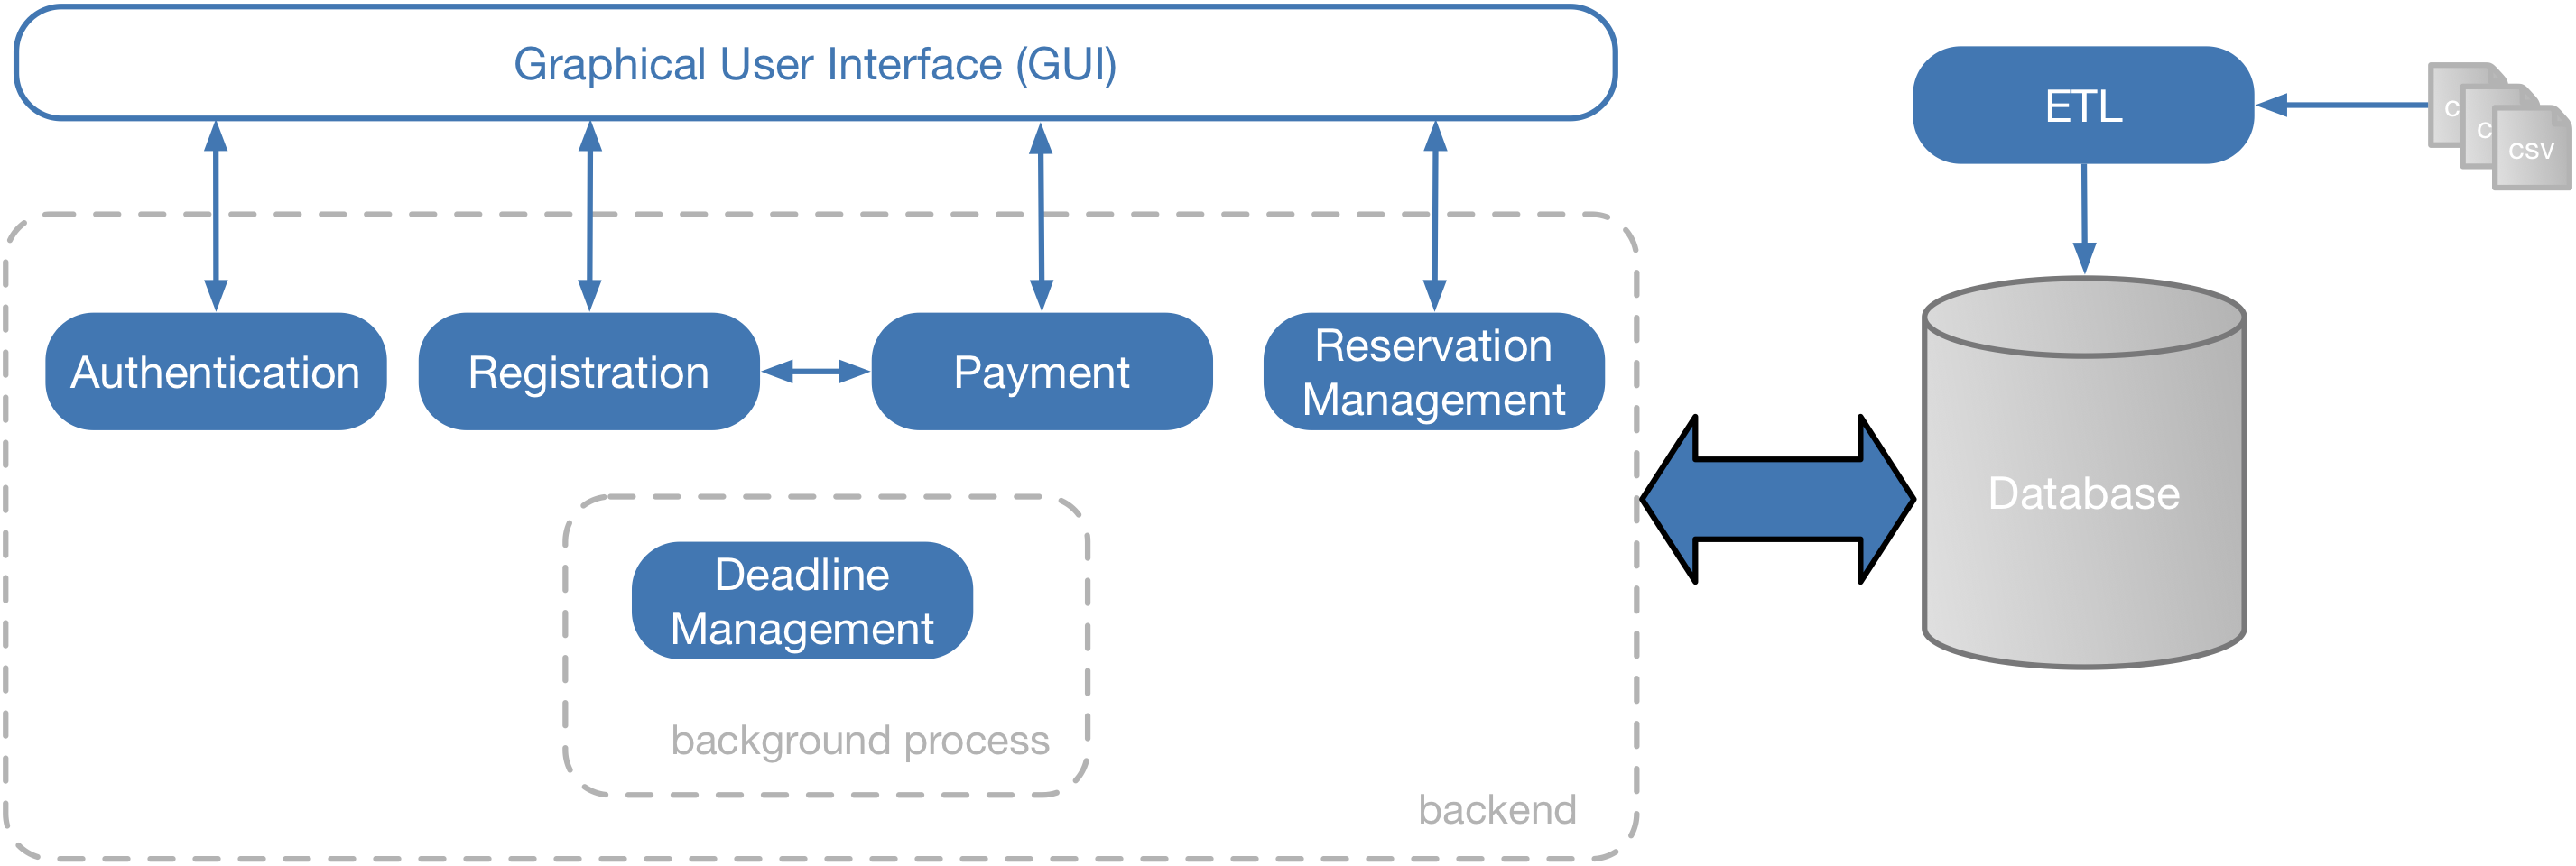 Graphical User Interface (GUI)
ETL
c
c
csv
Authentication
Registration
Payment
Reservation
Management
Database
Deadline
Management
background process
backend